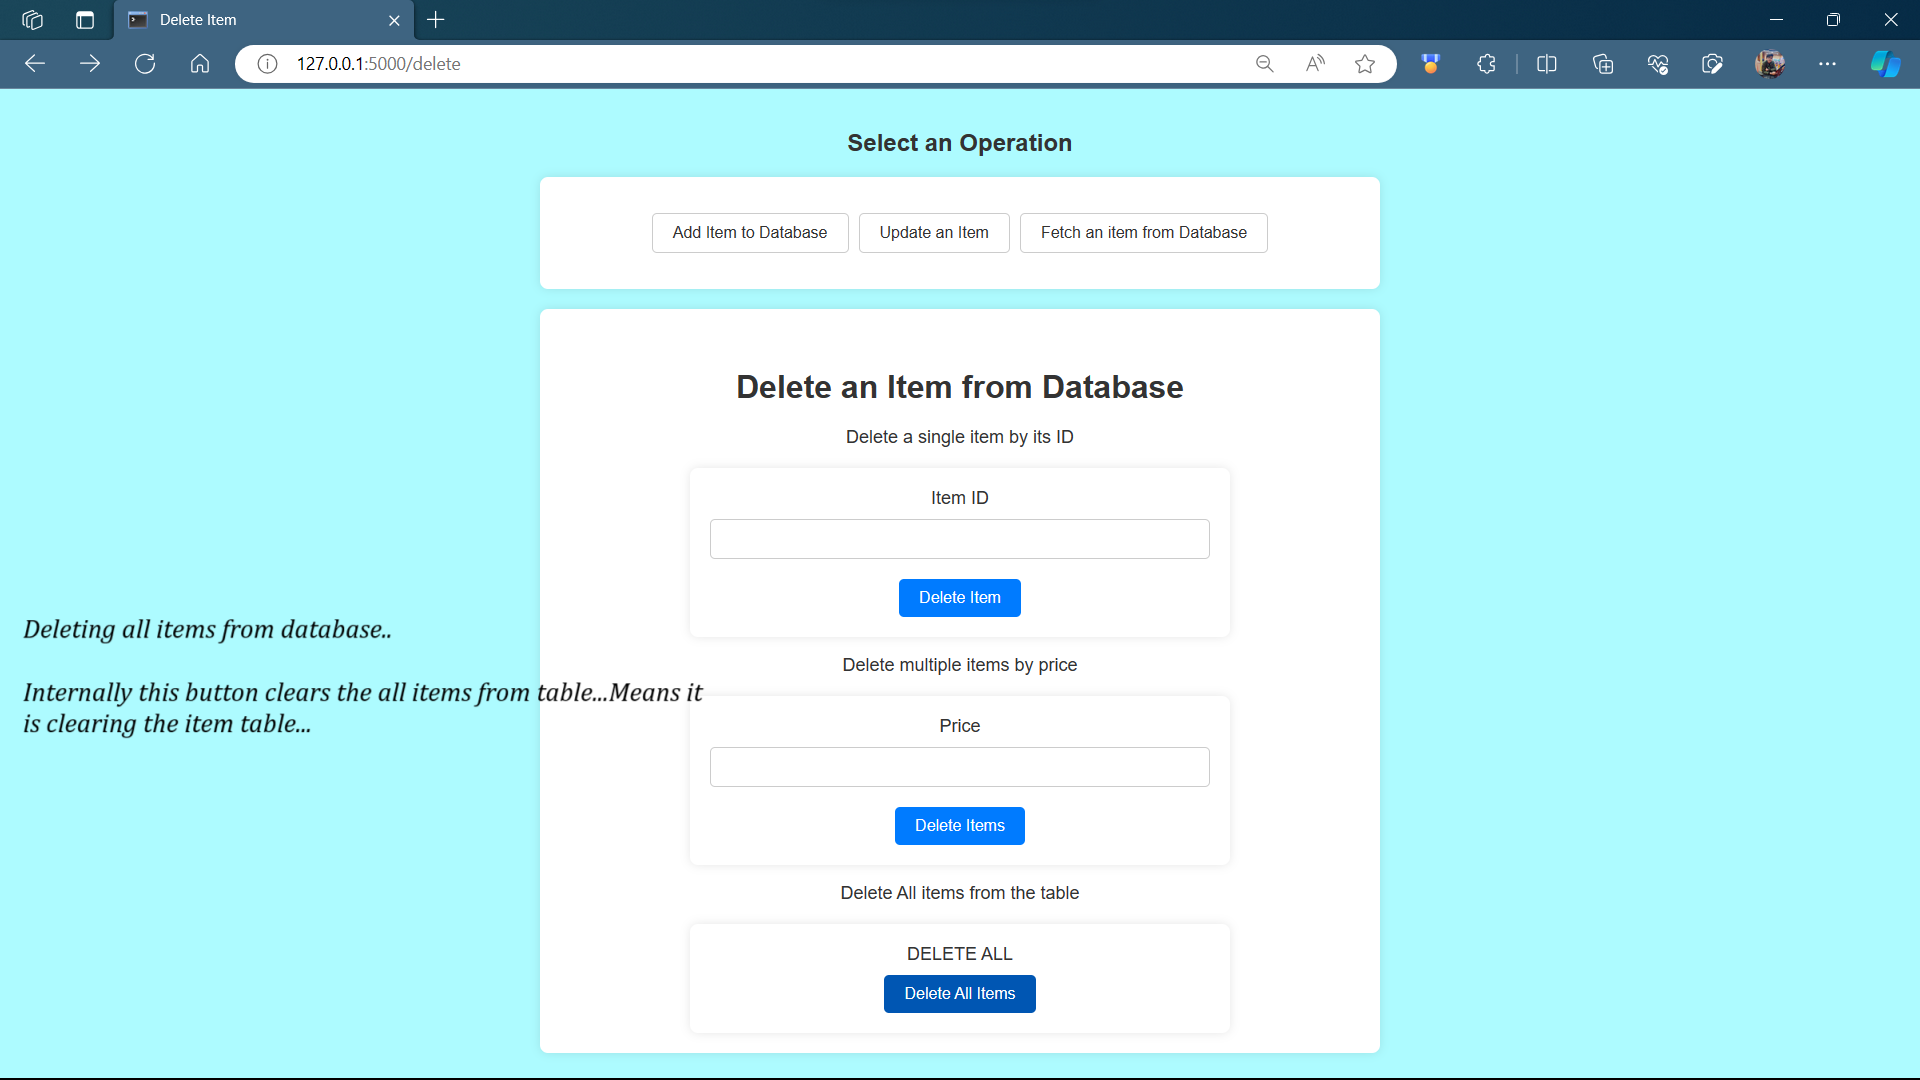 Delete Item
127.0.0.1:5000/delete
Select an Operation
Add Item to Database Update an Item Fetch an item from Database
Delete an Item from Database
Delete a single item by its ID
Item ID
Delete Item
Deleting all items from database..
Delete multiple items by price
Internally this button clears the all items from table...Means it
is clearing the item table...
Price
Delete Items
Delete All items from the table
DELETE ALL
Delete All Items